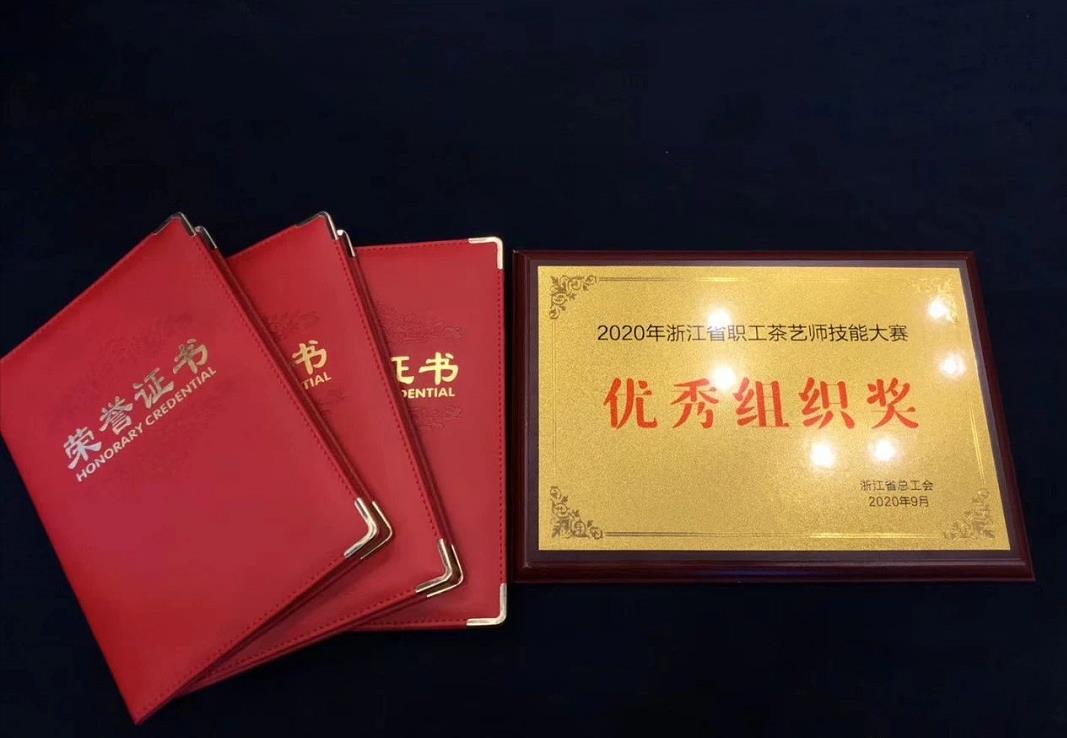 荣誉证书
HONORARY CREDENTIAL
书
TIAL
证书
DENTIAL
2020年浙江省职工茶艺师技能大赛
优秀组织奖
浙江省总工会
2020年9月